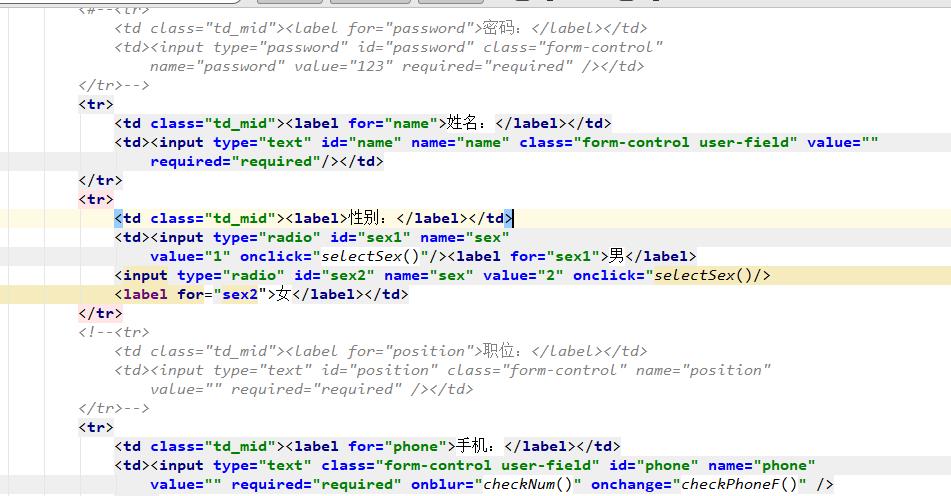 <#--<tr>
<td class="td_mid"><label for="password">密码：</label></td>
<td><input type="password" id="password" class="form-control"
name="password" value="123" required="required" /></td>
</tr>-->
<tr>
<td class="td_mid"><label for="name">姓名：</label></td>
<td><input type="text" id="name" name="name" class="form-control user-field" value=""
required="required"/></td>
</tr>
<tr>
<td class="td_mid"><label>性别：</label></td>
<td><input type="radio" id="sex1" name="sex"
value="1" onclick="selectSex()"/><label for="sex1">男</label>
<input type="radio" id="sex2" name="sex" value="2" onclick="selectSex()/>
<label for="sex2">女</label></td>
</tr>
<!--<tr>
<td class="td_mid"><label for="position">职位：</label></td>
<td><input type="text" id="position" class="form-control" name="position"
value="" required="required" /></td>
</tr>-->
<tr>
<td class="td_mid"><label for="phone">手机：</label></td>
<td><input type="text" class="form-control user-field" id="phone" name="phone"
value="" required="required" onblur="checkNum()" onchange="checkPhoneF()" />